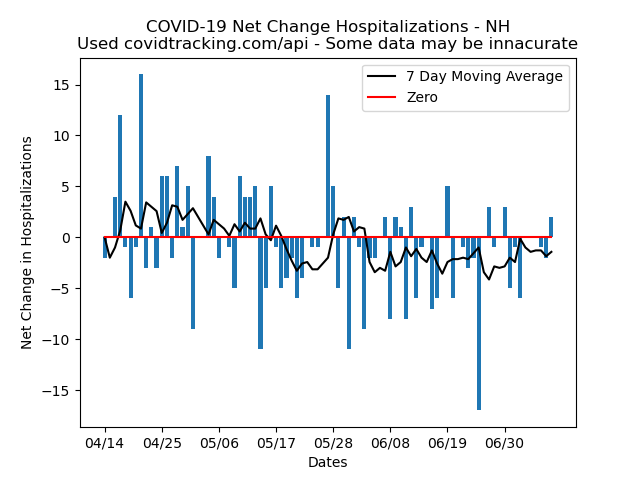 COVID-19 Net Change Hospitalizations - NH
Used covidtracking.com/api - Some data may be innacurate
7 Day Moving Average
Zero
Net Change in Hospitalizations
15
10
5
0
−5
−10
−15
04/14 04/25 05/06 05/17 05/28 06/08 06/19 06/30
Dates